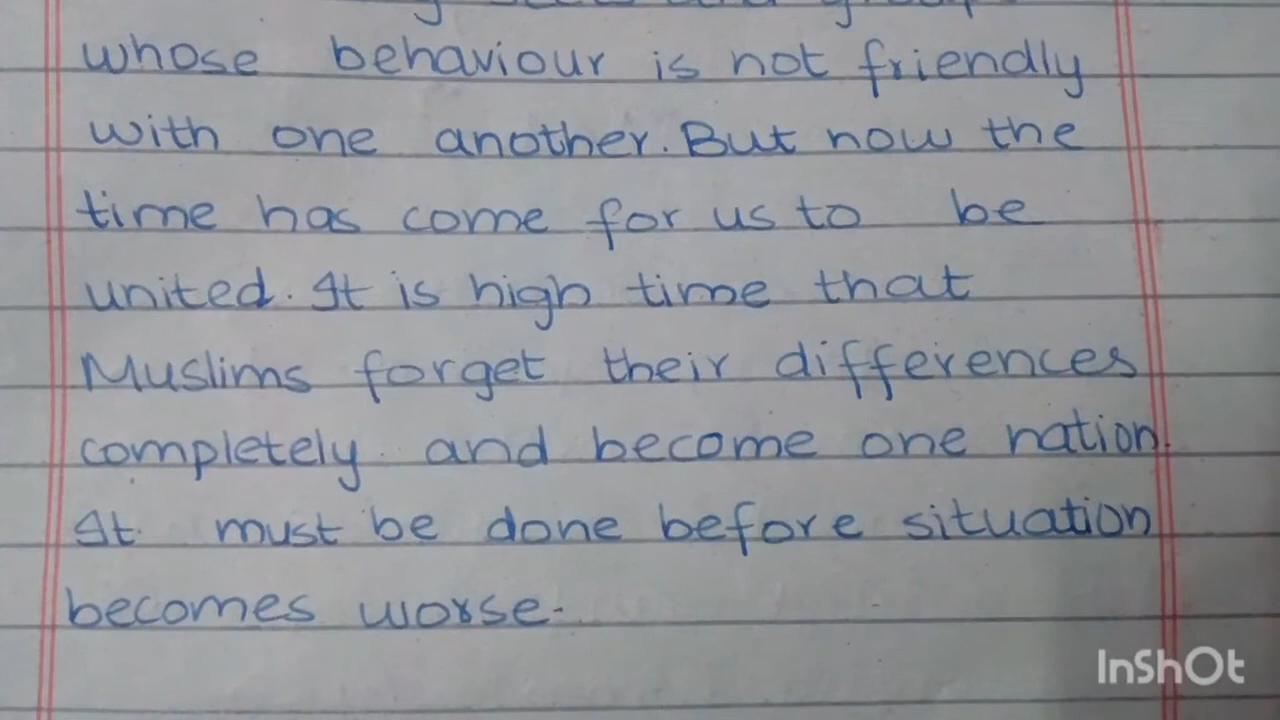 whose behaviour is not friendly
with one another. But now the
time has come for us to be
united. It is high time that
Muslims forget their differences
completely and become one nation.
It must be done before situation
becomes worse.
InShOt